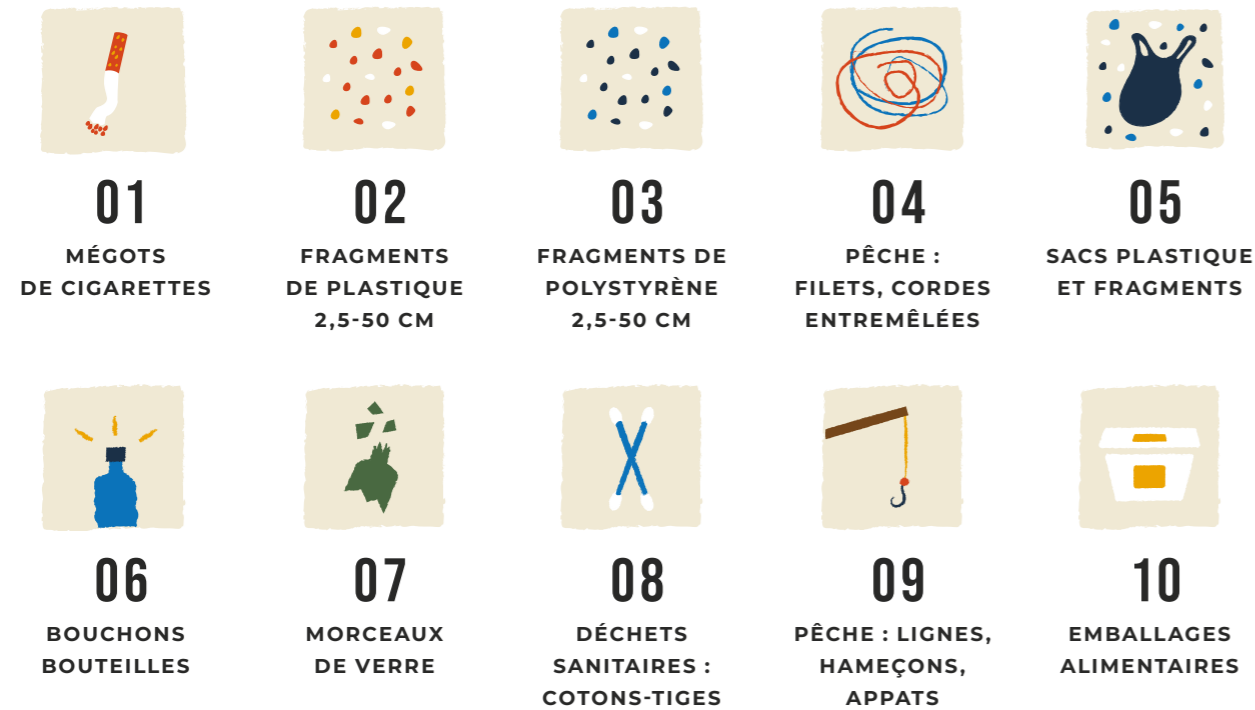 01
MÉGOTS
DE CIGARETTES
02
FRAGMENTS
DE PLASTIQUE
2,5-50 CM
03
FRAGMENTS DE
POLYSTYRÈNE
2,5-50 CM
04
PÊCHE :
FILETS, CORDES
ENTREMÊLÉES
05
SACS PLASTIQUE
ET FRAGMENTS
06
BOUCHONS
BOUTEILLES
07
MORCEAUX
DE VERRE
08
DÉCHETS
SANITAIRES :
COTONS-TIGES
09
PÊCHE : LIGNES,
HAMEÇONS,
APPATS
10
EMBALLAGES
ALIMENTAIRES